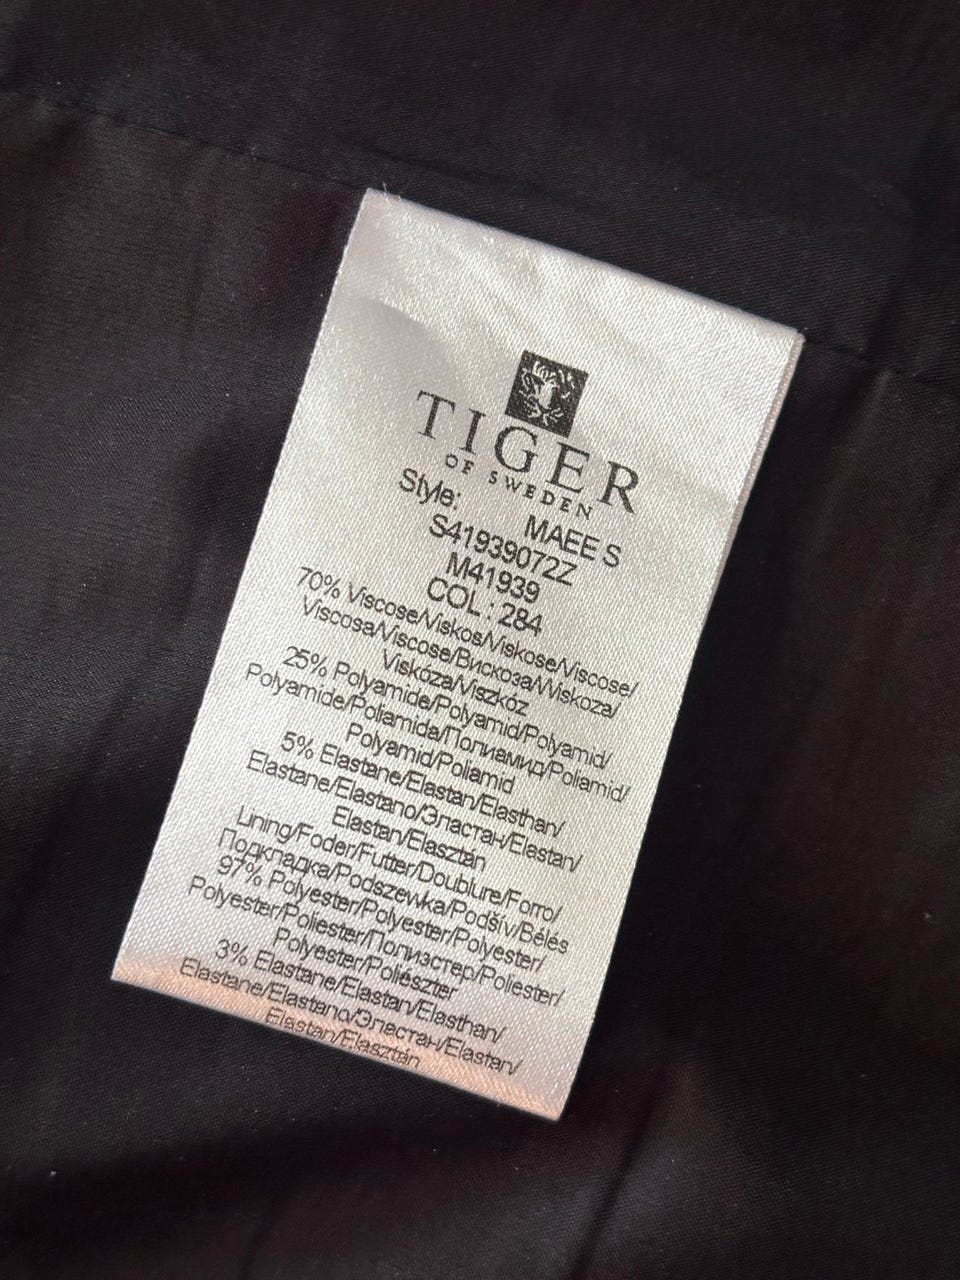 TIGER
OF SWEDEN
Style: MAEE S
S41939072Z
M41939
COL : 284
70% Viscose/Viskos/Viskose/Viscose/
Viscosa/Viscose/Вискоза/Wiskoza/
Viskóza/Viszkóz
25% Polyamide/Polyamid/Polyamid/
Polyamide/Poliamida/Полиамид/Poliamid/
Polyamid/Poliamid
5% Elastane/Elastan/Elasthan/
Elastane/Elastano/Эластан/Elastan/
Elastan/Elasztán
Lining/Foder/Futter/Doublure/Forro/
Подкладка/Podszewka/Podšív/Bélés
97% Polyester/Polyester/Polyester/
Polyester/Poliester/Полиэстер/Poliester/
Polyester/Poliészter
3% Elastane/Elastan/Elasthan/
Elastane/Elastano/Эластан/Elastan/
Elastan/Elasztán